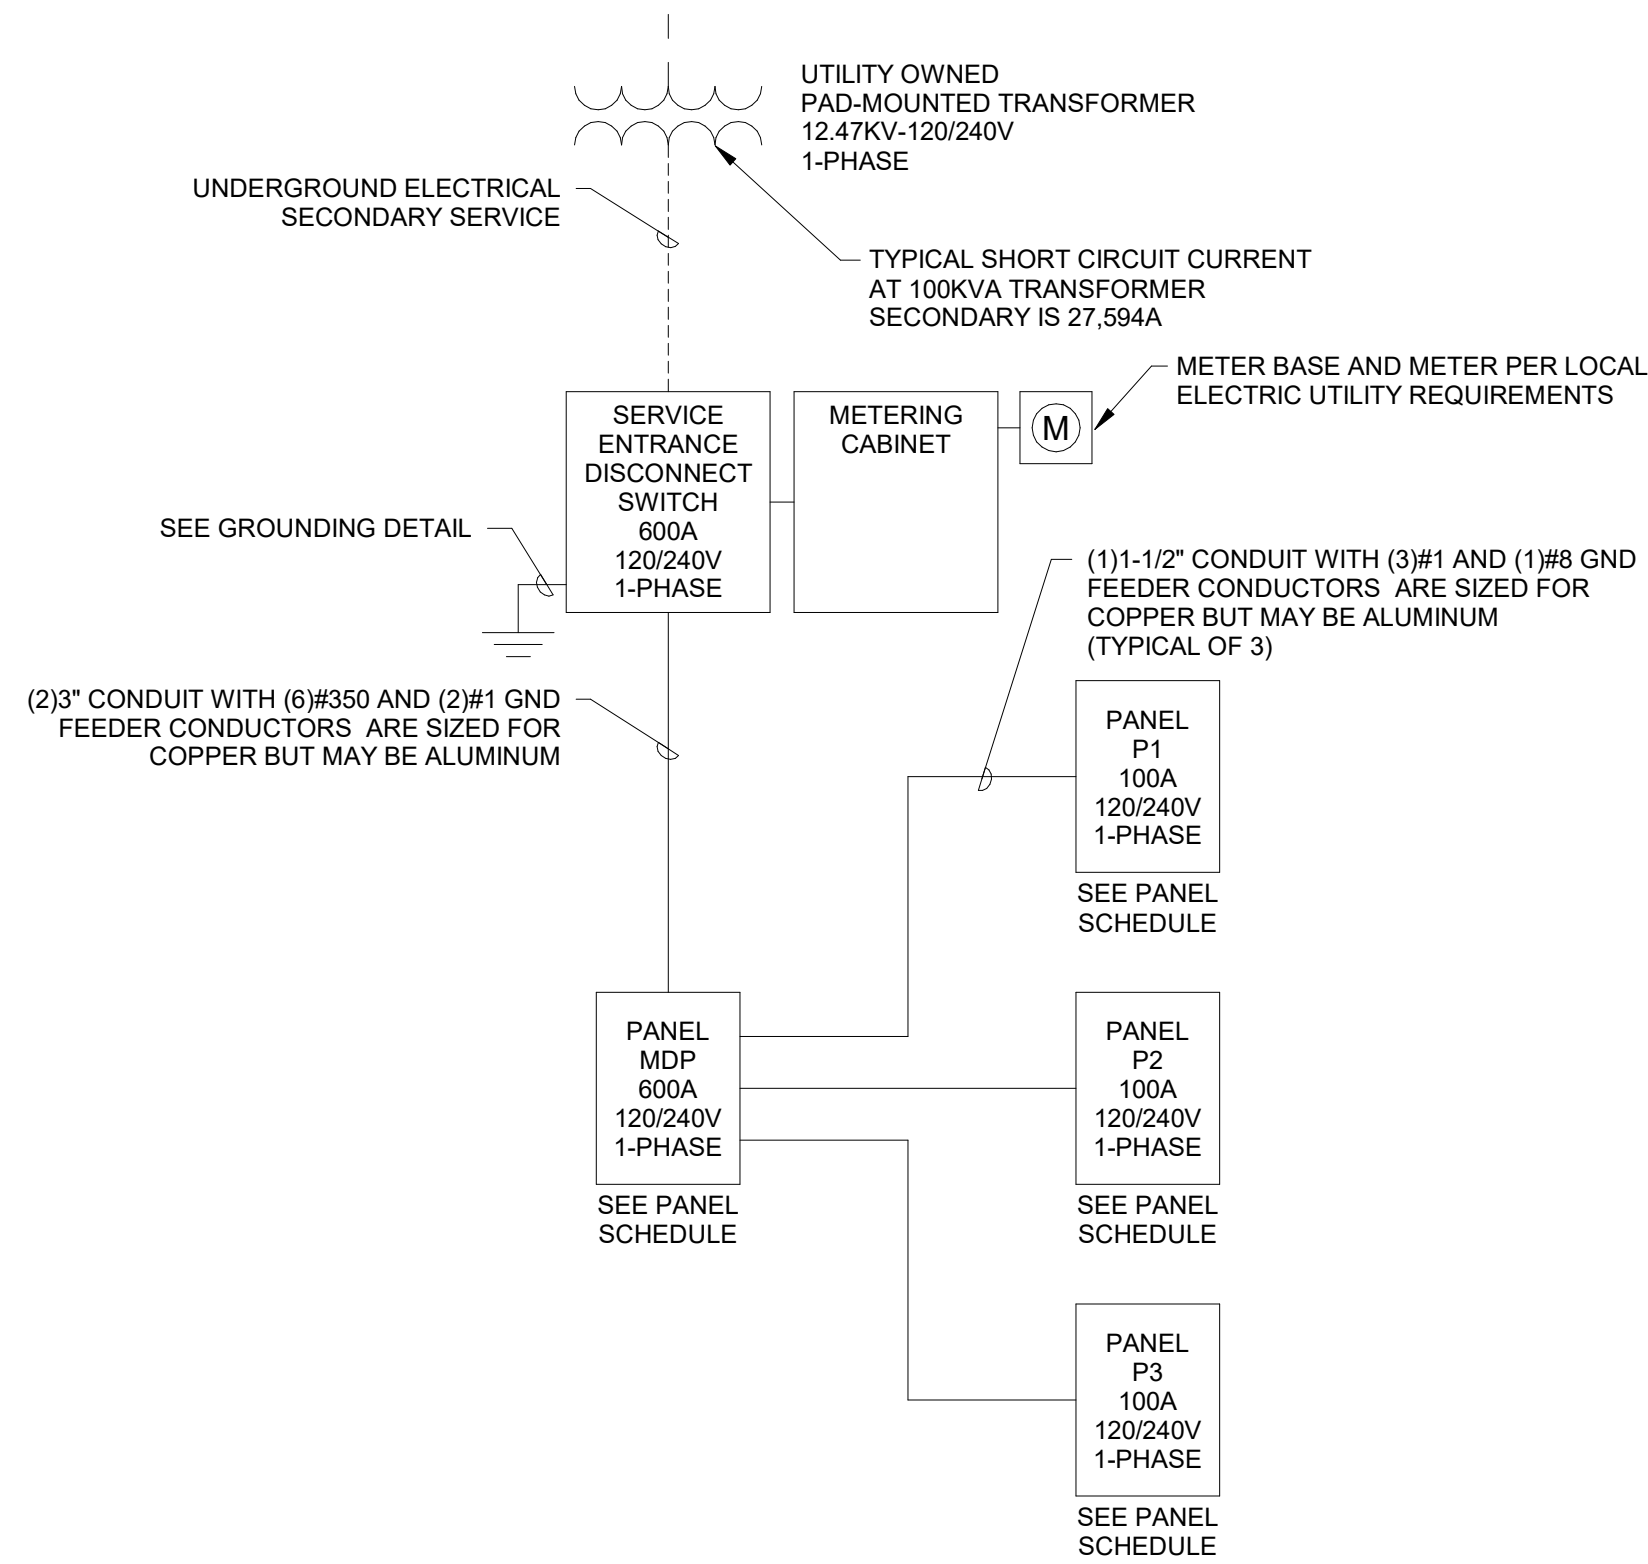 UTILITY OWNED
PAD-MOUNTED TRANSFORMER
12.47KV-120/240V
1-PHASE
UNDERGROUND ELECTRICAL
SECONDARY SERVICE
TYPICAL SHORT CIRCUIT CURRENT
AT 100KVA TRANSFORMER
SECONDARY IS 27,594A
METER BASE AND METER PER LOCAL
ELECTRIC UTILITY REQUIREMENTS
SERVICE
ENTRANCE
DISCONNECT
SWITCH
600A
120/240V
1-PHASE
METERING
CABINET
M
SEE GROUNDING DETAIL
(1)1-1/2" CONDUIT WITH (3)#1 AND (1)#8 GND
FEEDER CONDUCTORS ARE SIZED FOR
COPPER BUT MAY BE ALUMINUM
(TYPICAL OF 3)
(2)3" CONDUIT WITH (6)#350 AND (2)#1 GND
FEEDER CONDUCTORS ARE SIZED FOR
COPPER BUT MAY BE ALUMINUM
PANEL
P1
100A
120/240V
1-PHASE
SEE PANEL
SCHEDULE
PANEL
MDP
600A
120/240V
1-PHASE
SEE PANEL
SCHEDULE
PANEL
P2
100A
120/240V
1-PHASE
SEE PANEL
SCHEDULE
PANEL
P3
100A
120/240V
1-PHASE
SEE PANEL
SCHEDULE